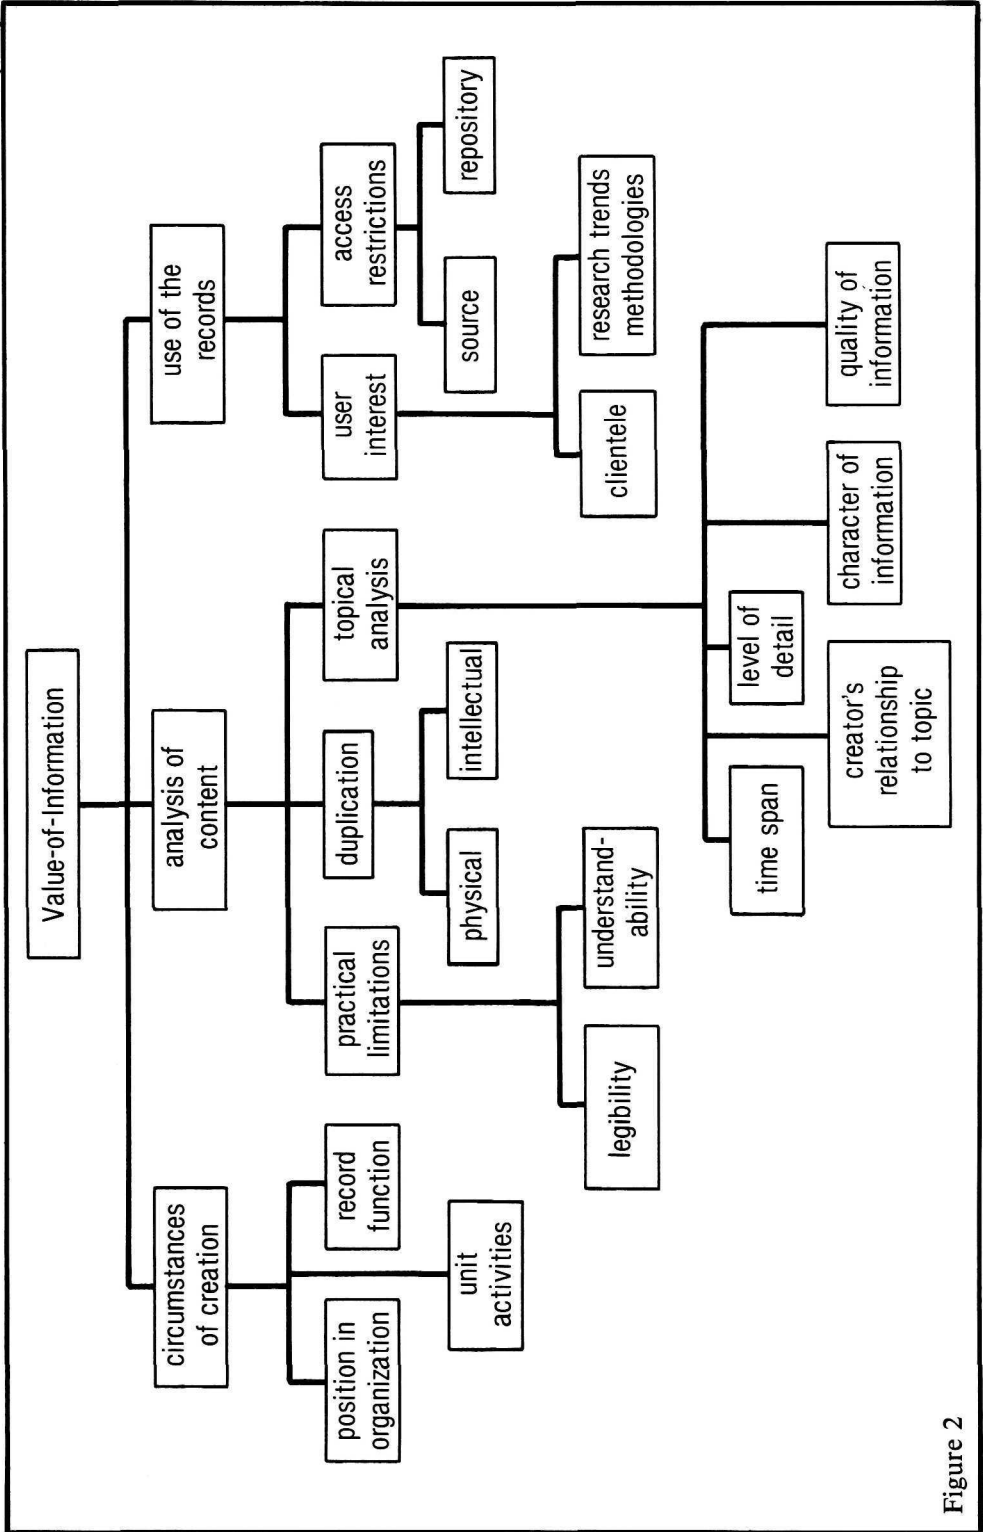 Value-of-Information
circumstances
of creation
analysis of
content
use of the
records
position in
organization
record
function
practical
limitations
duplication
topical
analysis
user
interest
access
restrictions
unit
activities
physical
intellectual
source
repository
legibility
understand-
ability
clientele
research trends
methodologies
time span
level of
detail
creator's
relationship
to topic
character of
information
quality of
information
Figure 2